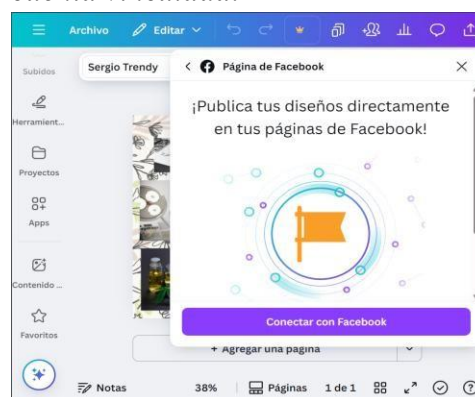 Archivo
Editar
Subidos
Sergio Trendy
Página de Facebook
Herramient...
¡Publica tus diseños directamente
en tus páginas de Facebook!
Proyectos
Apps
Contenido ...
Favoritos
Conectar con Facebook
+ Agregar una página
Notas
38%
Páginas
1 de 1